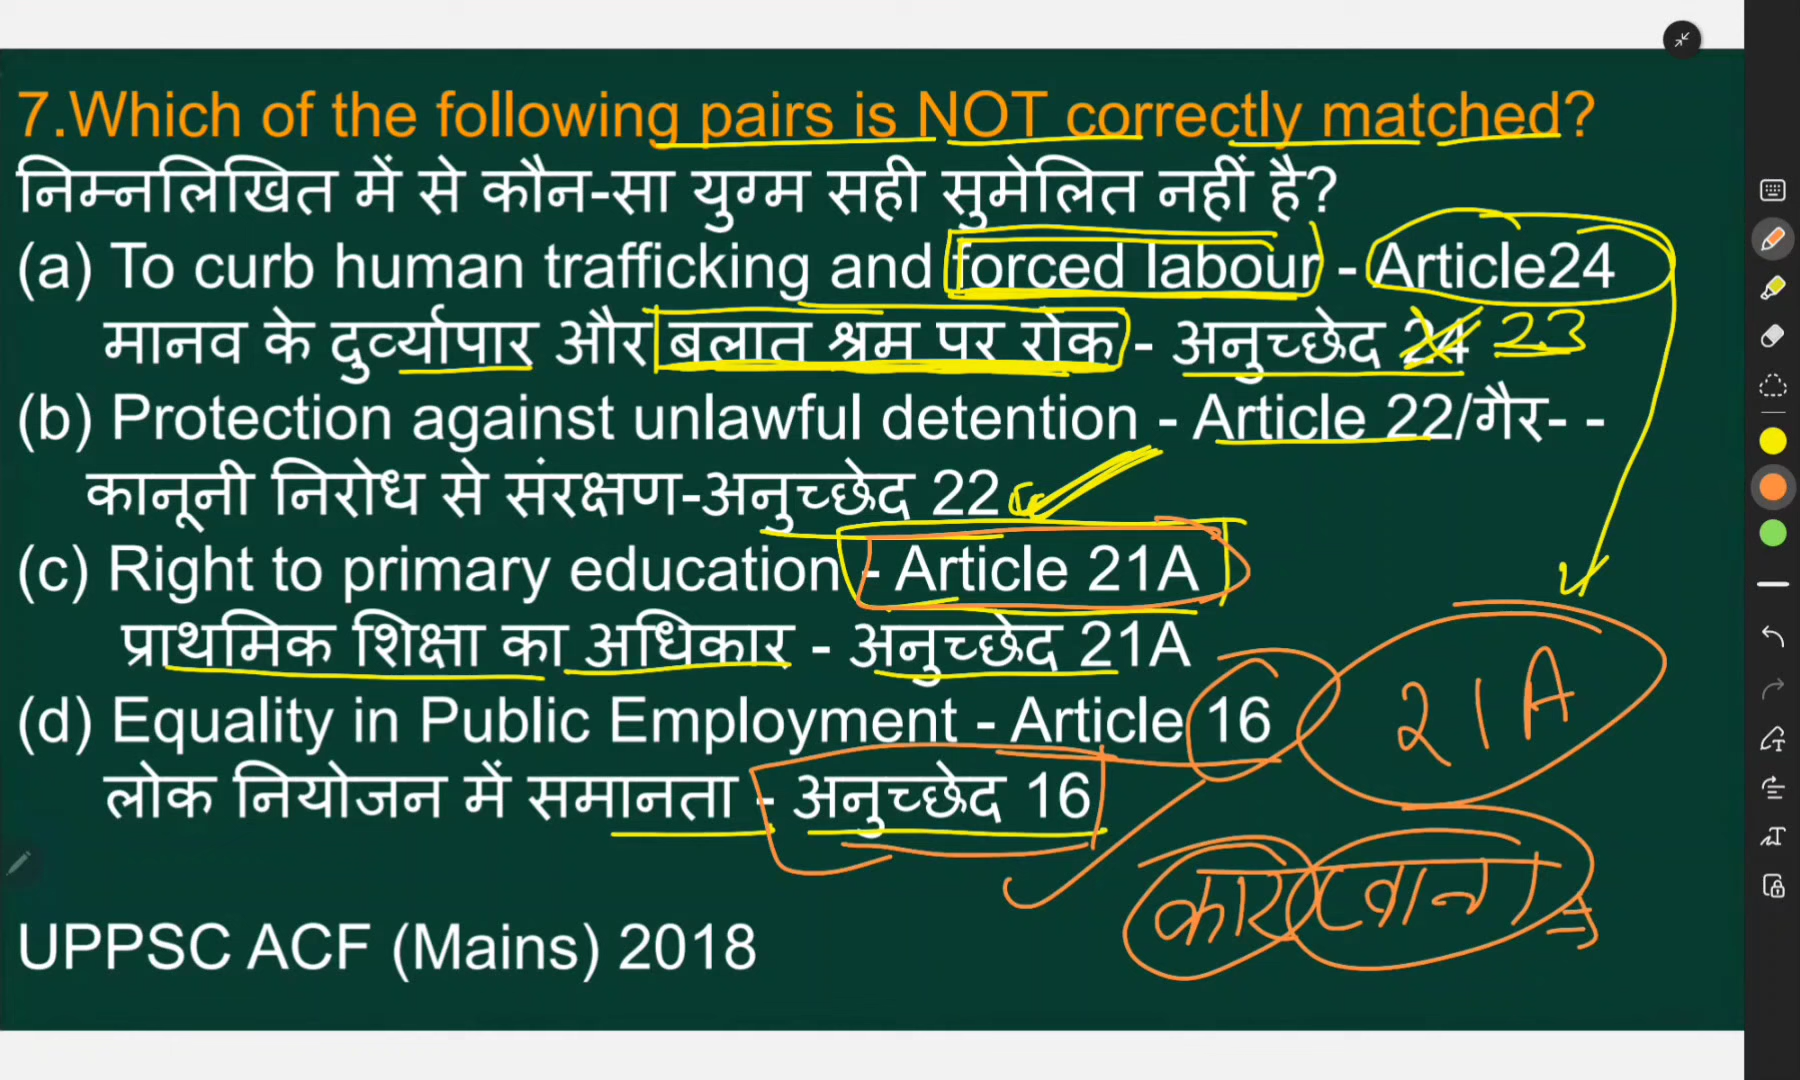 7.Which of the following pairs is NOT correctly matched?
निम्नलिखित में से कौन-सा युग्म सही सुमेलित नहीं है?
(a) To curb human trafficking and forced labour - Article24
मानव के दुर्व्यापार और बलात श्रम पर रोक - अनुच्छेद 24 23
(b) Protection against unlawful detention - Article 22/गैर- -
कानूनी निरोध से संरक्षण-अनुच्छेद 22
(c) Right to primary education - Article 21A
प्राथमिक शिक्षा का अधिकार - अनुच्छेद 21A
(d) Equality in Public Employment - Article 16
21A
लोक नियोजन में समानता - अनुच्छेद 16
कारखाना
UPPSC ACF (Mains) 2018